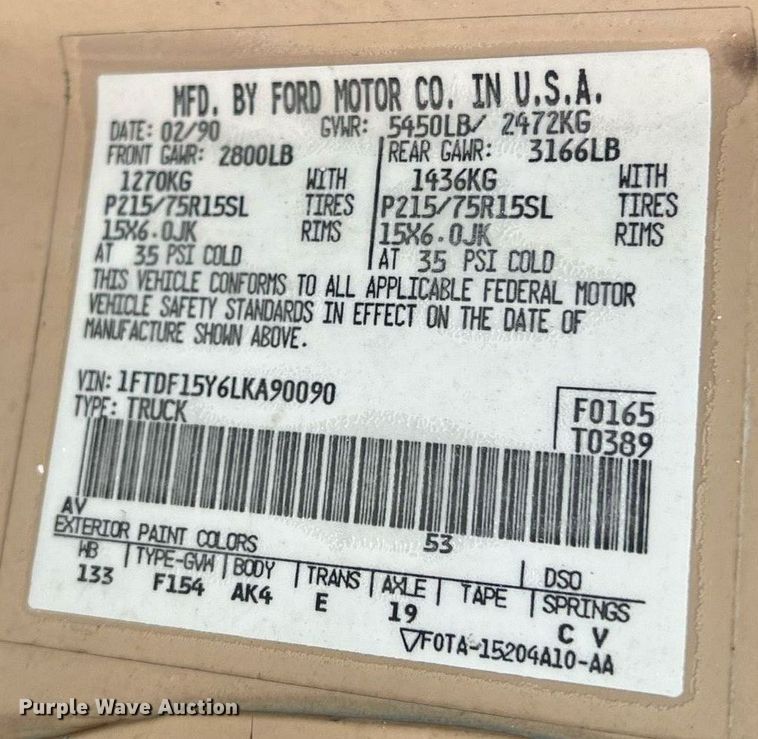 MFD. BY FORD MOTOR CO. IN U.S.A.
DATE: 02/90 GVWR: 5450LB/ 2472KG
FRONT GAWR: 2800LB REAR GAWR: 3166LB
1270KG WITH 1436KG WITH
P215/75R15SL TIRES P215/75R15SL TIRES
15X6.0JK RIMS 15X6.0JK RIMS
AT 35 PSI COLD AT 35 PSI COLD
THIS VEHICLE CONFORMS TO ALL APPLICABLE FEDERAL MOTOR
VEHICLE SAFETY STANDARDS IN EFFECT ON THE DATE OF
MANUFACTURE SHOWN ABOVE.
VIN: 1FTDF15Y6LKA90090
TYPE: TRUCK
F0165
T0389
AV 53
EXTERIOR PAINT COLORS DSO
WB TYPE-GVW BODY TRANS AXLE TAPE SPRINGS
133 F154 AK4 E 19 C V
▽F0TA-15204A10-AA
Purple Wave Auction